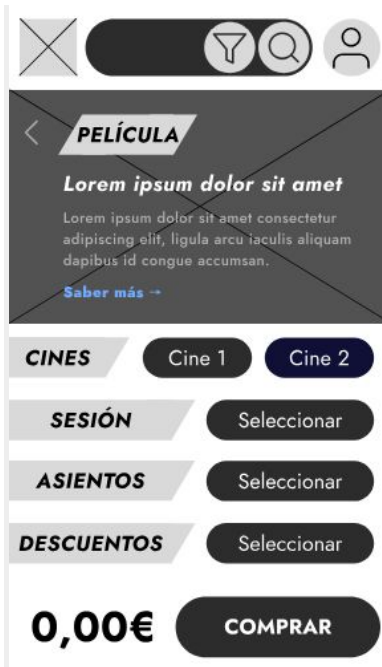 PELÍCULA
Lorem ipsum dolor sit amet
Lorem ipsum dolor sit amet consectetur
adipiscing elit, ligula arcu iaculis aliquam
dapibus id congue accumsan.
Saber más →
CINES Cine 1 Cine 2
SESIÓN Seleccionar
ASIENTOS Seleccionar
DESCUENTOS Seleccionar
0,00€ COMPRAR